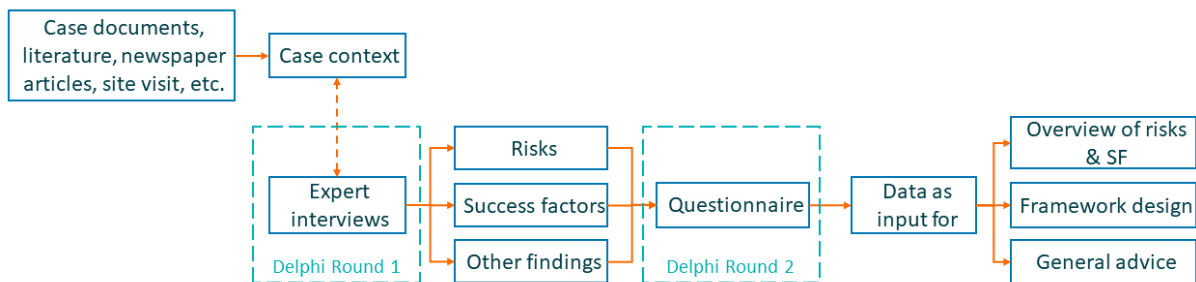 Case documents,
literature, newspaper
articles, site visit, etc.
Case context
Expert
interviews
Delphi Round 1
Risks
Success factors
Other findings
Questionnaire
Delphi Round 2
Data as
input for
Overview of risks
& SF
Framework design
General advice